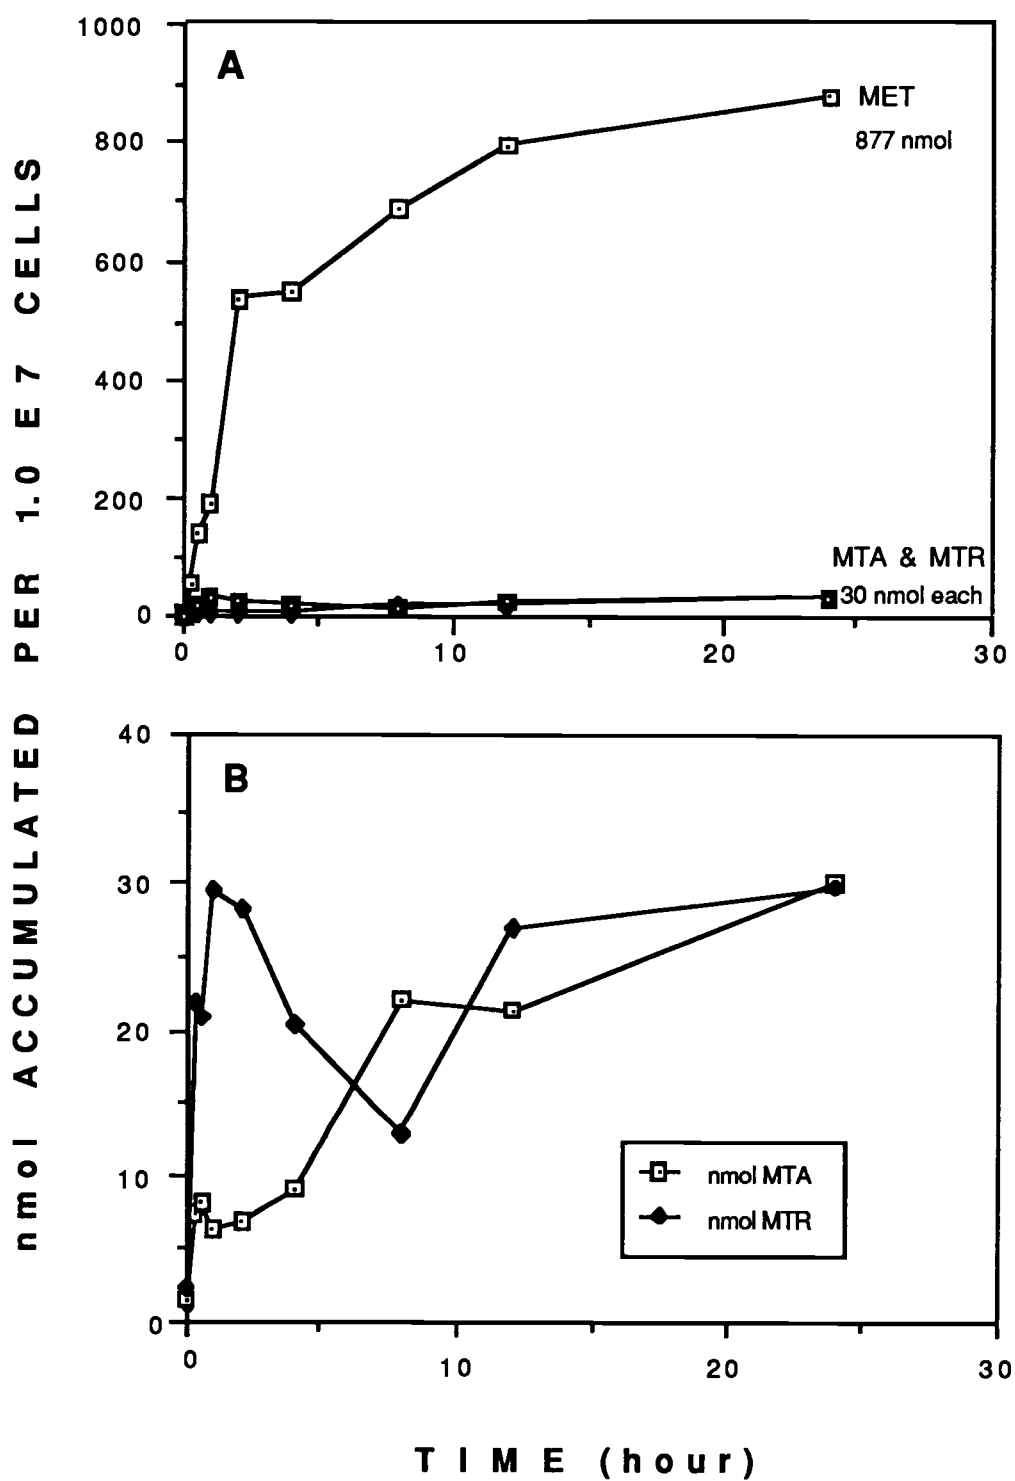 nmol ACCUMULATED PER 1.0 E 7 CELLS
1000
A
MET
877 nmol
800
600
400
200
MTA & MTR
30 nmol each
0
0 10 20 30
40
B
30
20
10
nmol MTA
nmol MTR
0
0 10 20 30
TIME (hour)